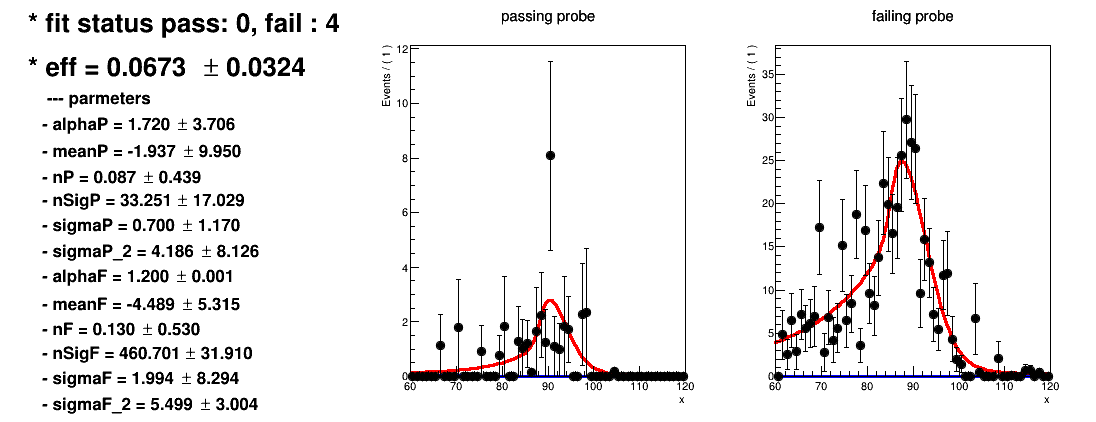 * fit status pass: 0, fail : 4
* eff = 0.0673 ± 0.0324
--- parmeters
- alphaP = 1.720 ± 3.706
- meanP = -1.937 ± 9.950
- nP = 0.087 ± 0.439
- nSigP = 33.251 ± 17.029
- sigmaP = 0.700 ± 1.170
- sigmaP_2 = 4.186 ± 8.126
- alphaF = 1.200 ± 0.001
- meanF = -4.489 ± 5.315
- nF = 0.130 ± 0.530
- nSigF = 460.701 ± 31.910
- sigmaF = 1.994 ± 8.294
- sigmaF_2 = 5.499 ± 3.004
passing probe
Events / ( 1 )
12
10
8
6
4
2
0
60 70 80 90 100 110 120
x
failing probe
Events / ( 1 )
35
30
25
20
15
10
5
0
60 70 80 90 100 110 120
x